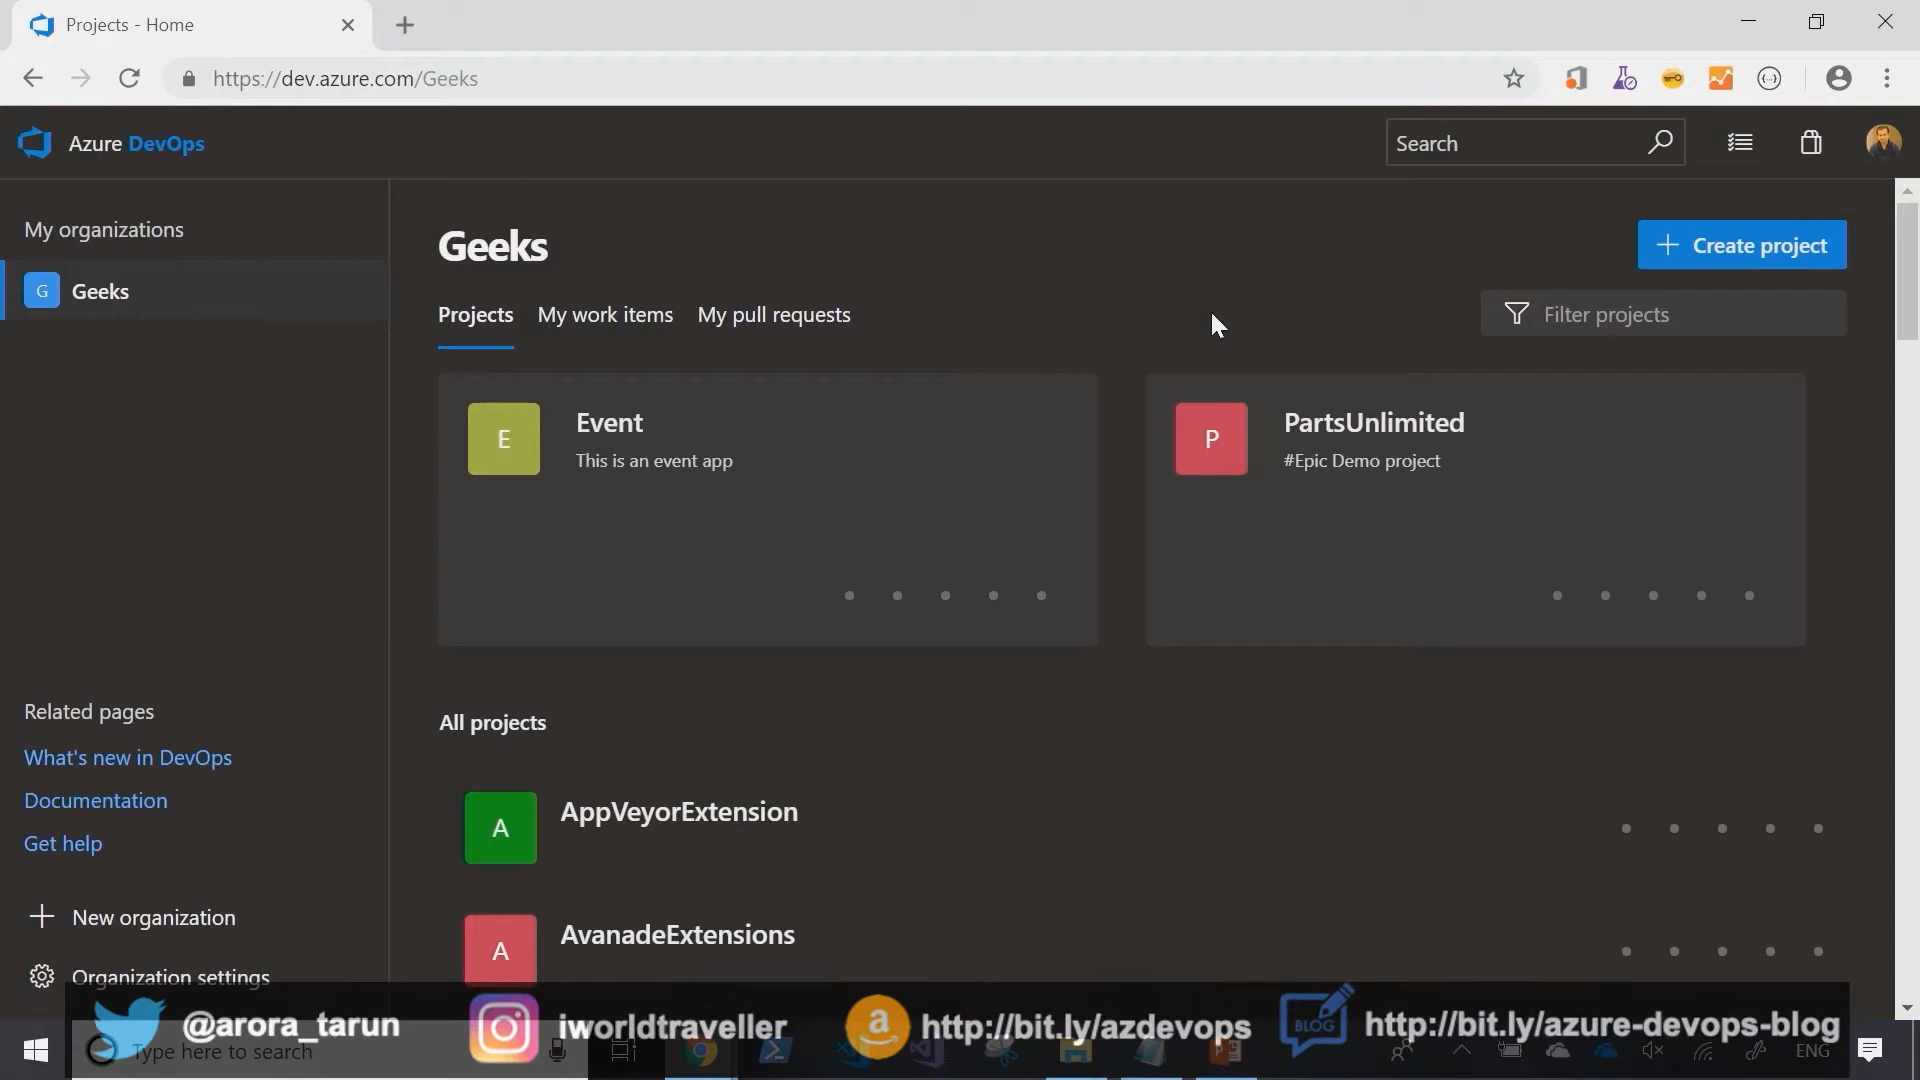 Projects - Home
https://dev.azure.com/Geeks
Azure DevOps
Search
My organizations
G
Geeks
Geeks
Create project
Projects
My work items
My pull requests
Filter projects
E
Event
This is an event app
P
PartsUnlimited
#Epic Demo project
All projects
A
AppVeyorExtension
A
AvanadeExtensions
Related pages
What's new in DevOps
Documentation
Get help
New organization
Organization settings
@arora_tarun
iworldtraveller
a
http://bit.ly/azdevops
BLOG
http://bit.ly/azure-devops-blog
Type here to search
ENG